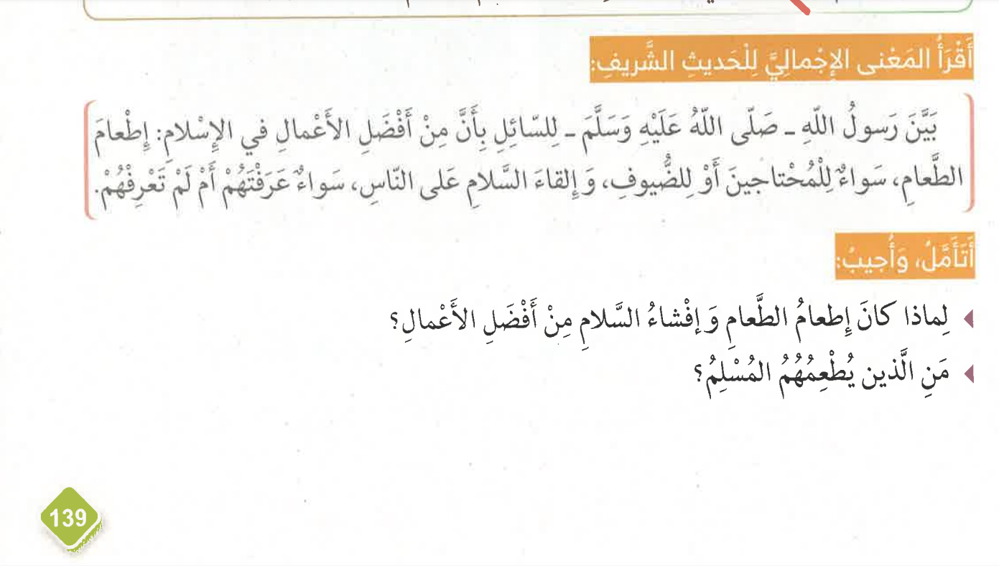 أَقْرَأُ المَعْنى الإِجْمالِيَّ لِلْحَديثِ الشَّريفِ:
بَيَّنَ رَسولُ اللّهِ ـ صَلّى اللّهُ عَلَيْهِ وَسَلَّمَ ـ لِلسّائِلِ بِأَنَّ مِنْ أَفْضَلِ الأَعْمالِ في الإِسْلامِ: إِطْعامَ
الطَّعامِ، سَواءٌ لِلْمُحْتاجينَ أَوْ لِلضُّيوفِ، وَ إِلقاءَ السَّلامِ عَلى النّاسِ، سَواءٌ عَرَفْتَهُمْ أَمْ لَمْ تَعْرِفْهُمْ.
أَتَأَمَّلُ، وَأُجيبُ:
لِماذا كانَ إِطعامُ الطَّعامِ وَ إفْشاءُ السَّلامِ مِنْ أَفْضَلِ الأَعْمالِ؟
مَنِ الَّذين يُطْعِمُهُمُ المُسْلِمُ؟
139